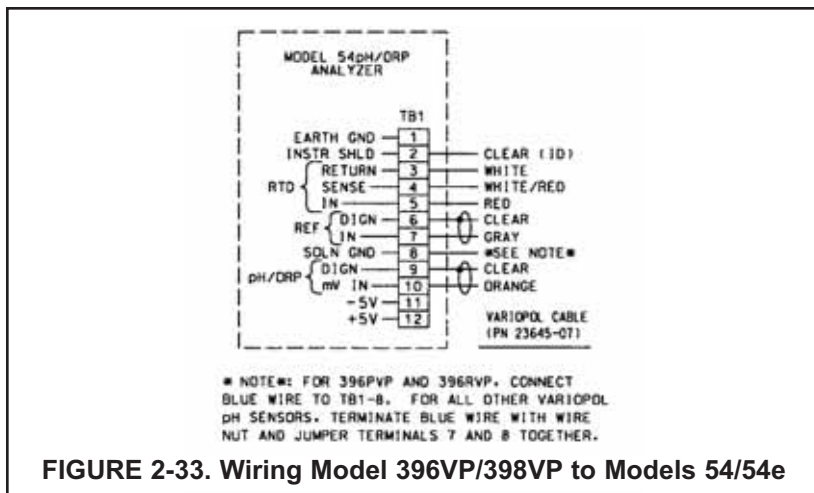 MODEL 54pH/ORP
ANALYZER
TB1
EARTH GND 1
INSTR SHLD 2 CLEAR (ID)
RETURN 3 WHITE
RTD SENSE 4 WHITE/RED
IN 5 RED
REF DIGN 6 CLEAR
IN 7 GRAY
SOLN GND 8 *SEE NOTE*
pH/ORP DIGN 9 CLEAR
mV IN 10 ORANGE
-5V 11
+5V 12
VARIOPOL CABLE
(PN 23645-07)
* NOTE*: FOR 396PVP AND 396RVP. CONNECT
BLUE WIRE TO TB1-8. FOR ALL OTHER VARIOPOL
pH SENSORS. TERMINATE BLUE WIRE WITH WIRE
NUT AND JUMPER TERMINALS 7 AND 8 TOGETHER.
FIGURE 2-33. Wiring Model 396VP/398VP to Models 54/54e